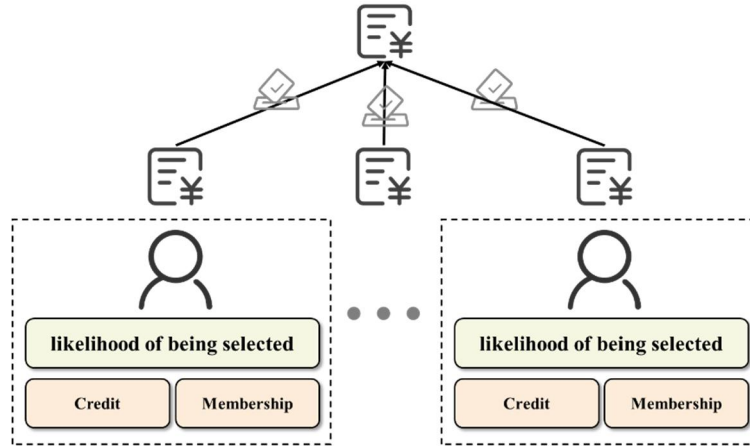 ¥
¥ ¥ ¥
likelihood of being selected likelihood of being selected
Credit Membership Credit Membership